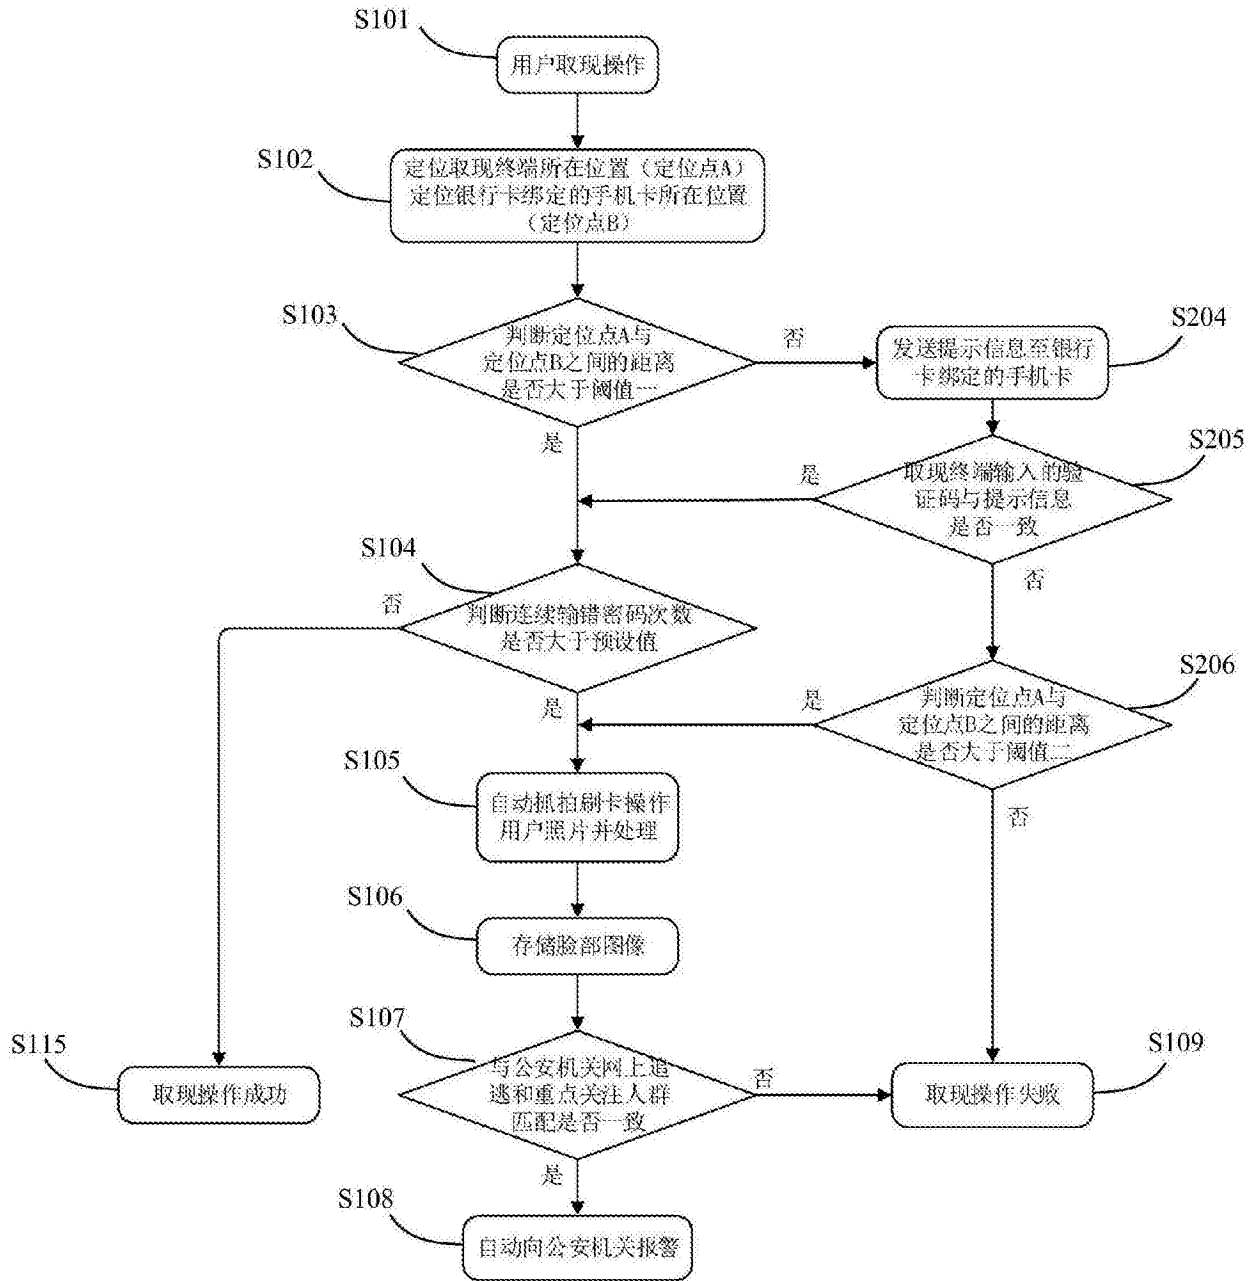 S101
用户取现操作
S102
定位取现终端所在位置（定位点A）
定位银行卡绑定的手机卡所在位置
（定位点B）
S103
判断定位点A与
定位点B之间的距离
是否大于阈值一
否
是
S204
发送提示信息至银行
卡绑定的手机卡
S205
取现终端输入的验
证码与提示信息
是否一致
是
否
S104
判断连续输错密码次数
是否大于预设值
否
是
S206
判断定位点A与
定位点B之间的距离
是否大于阈值二
是
否
S105
自动抓拍刷卡操作
用户照片并处理
S106
存储脸部图像
S107
与公安机关网上追
逃和重点关注人群
匹配是否一致
否
是
S115
取现操作成功
S109
取现操作失败
S108
自动向公安机关报警